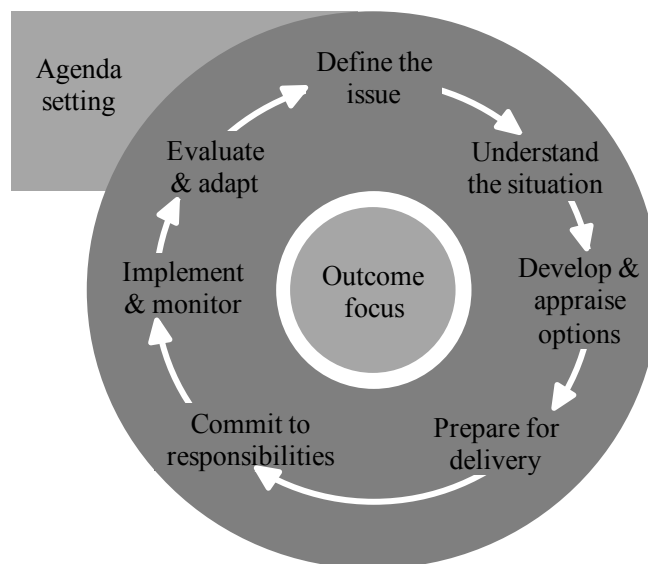 Agenda
setting
Define the
issue
Understand
the situation
Develop &
appraise
options
Prepare for
delivery
Commit to
responsibilities
Implement
& monitor
Evaluate
& adapt
Outcome
focus